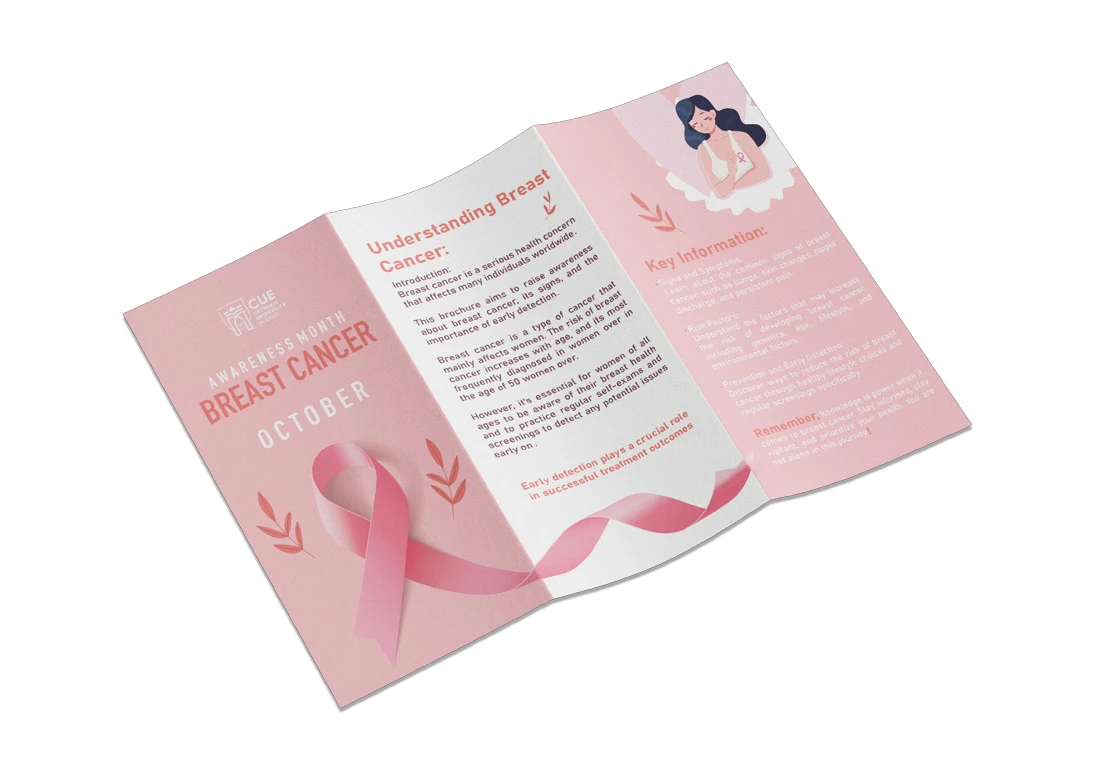 CUE
AWARENESS MONTH
BREAST CANCER
OCTOBER
Understanding Breast
Cancer:
Introduction:
Breast cancer is a serious health concern
that affects many individuals worldwide.
This brochure aims to raise awareness
about breast cancer, its signs, and the
importance of early detection.
Breast cancer is a type of cancer that
mainly affects women. The risk of breast
cancer increases with age, and its most
frequently diagnosed in women over in
the age of 50 women over.
However, it's essential for women of all
ages to be aware of their breast health
and to practice regular self-exams and
screenings to detect any potential issues
early on .
Early detection plays a crucial role
in successful treatment outcomes
Key Information:
Signs and Symptoms:
Learn about the common signs of breast
cancer, such as lumps, skin changes, nipple
discharge and persistent pain.
Risk Factors:
Understand the factors that may increase
the risk of developing breast cancer,
including genetics, age, lifestyle, and
environmental factors.
Prevention and Early Detection:
Discover ways to reduce the risk of breast
cancer through healthy lifestyle choices and
regular screenings specifically.
Remember, knowledge is power when it
comes to breast cancer. Stay informed, stay
vigilant, and prioritize your health. You are
not alone in this journey.